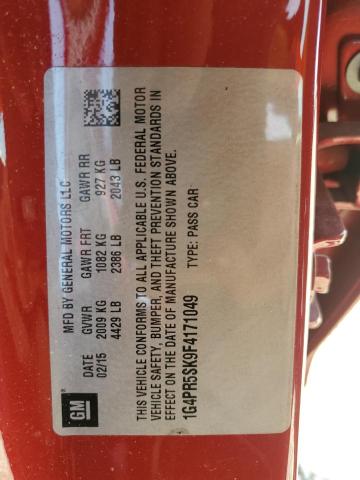 MFD BY GENERAL MOTORS LLC
DATE GVWR GAWR FRT GAWR RR
02/15 2009 KG 1082 KG 927 KG
4429 LB 2386 LB 2043 LB
THIS VEHICLE CONFORMS TO ALL APPLICABLE U.S. FEDERAL MOTOR
VEHICLE SAFETY, BUMPER, AND THEFT PREVENTION STANDARDS IN
EFFECT ON THE DATE OF MANUFACTURE SHOWN ABOVE.
1G4PR5SK9F4171049 TYPE: PASS CAR
GM®